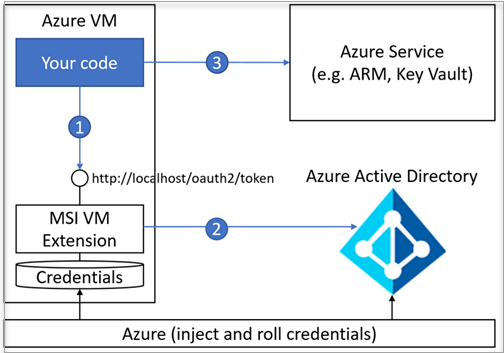 Azure VM
Your code
3
Azure Service
(e.g. ARM, Key Vault)
1
http://localhost/oauth2/token
Azure Active Directory
MSI VM
Extension
2
Credentials
Azure (inject and roll credentials)